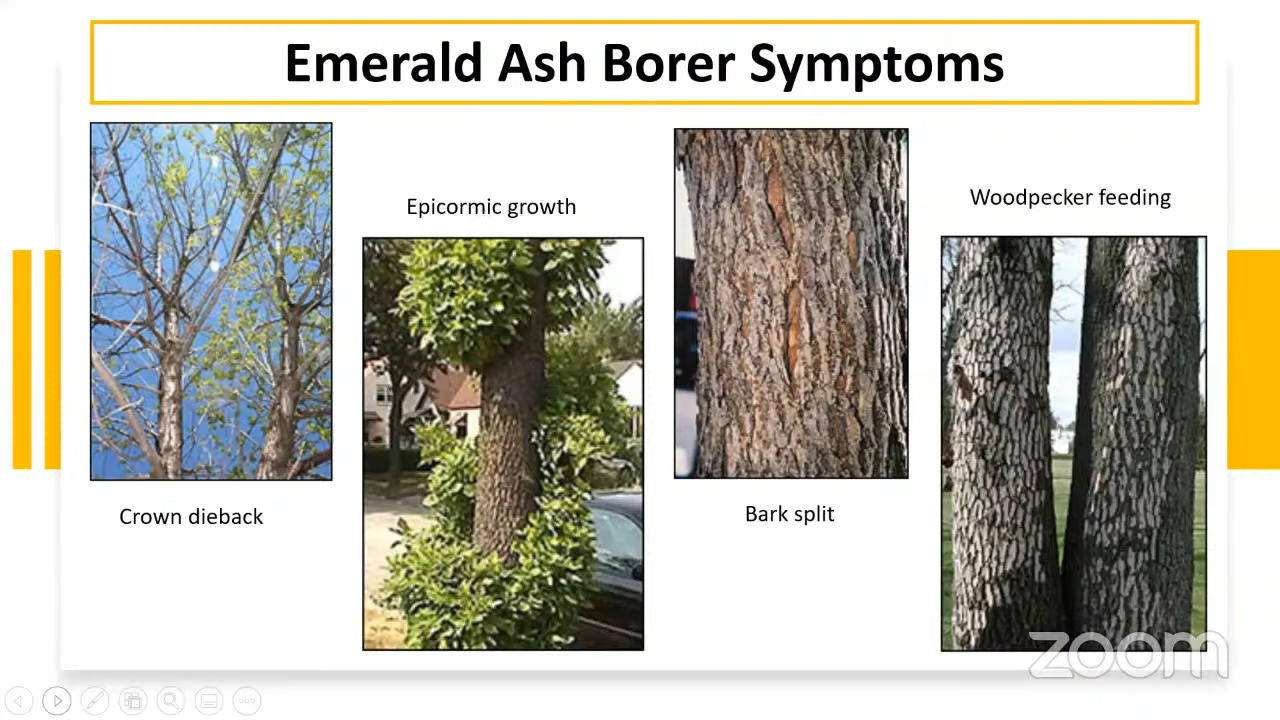 Emerald Ash Borer Symptoms
Epicormic growth
Woodpecker feeding
Crown dieback
Bark split
zoom